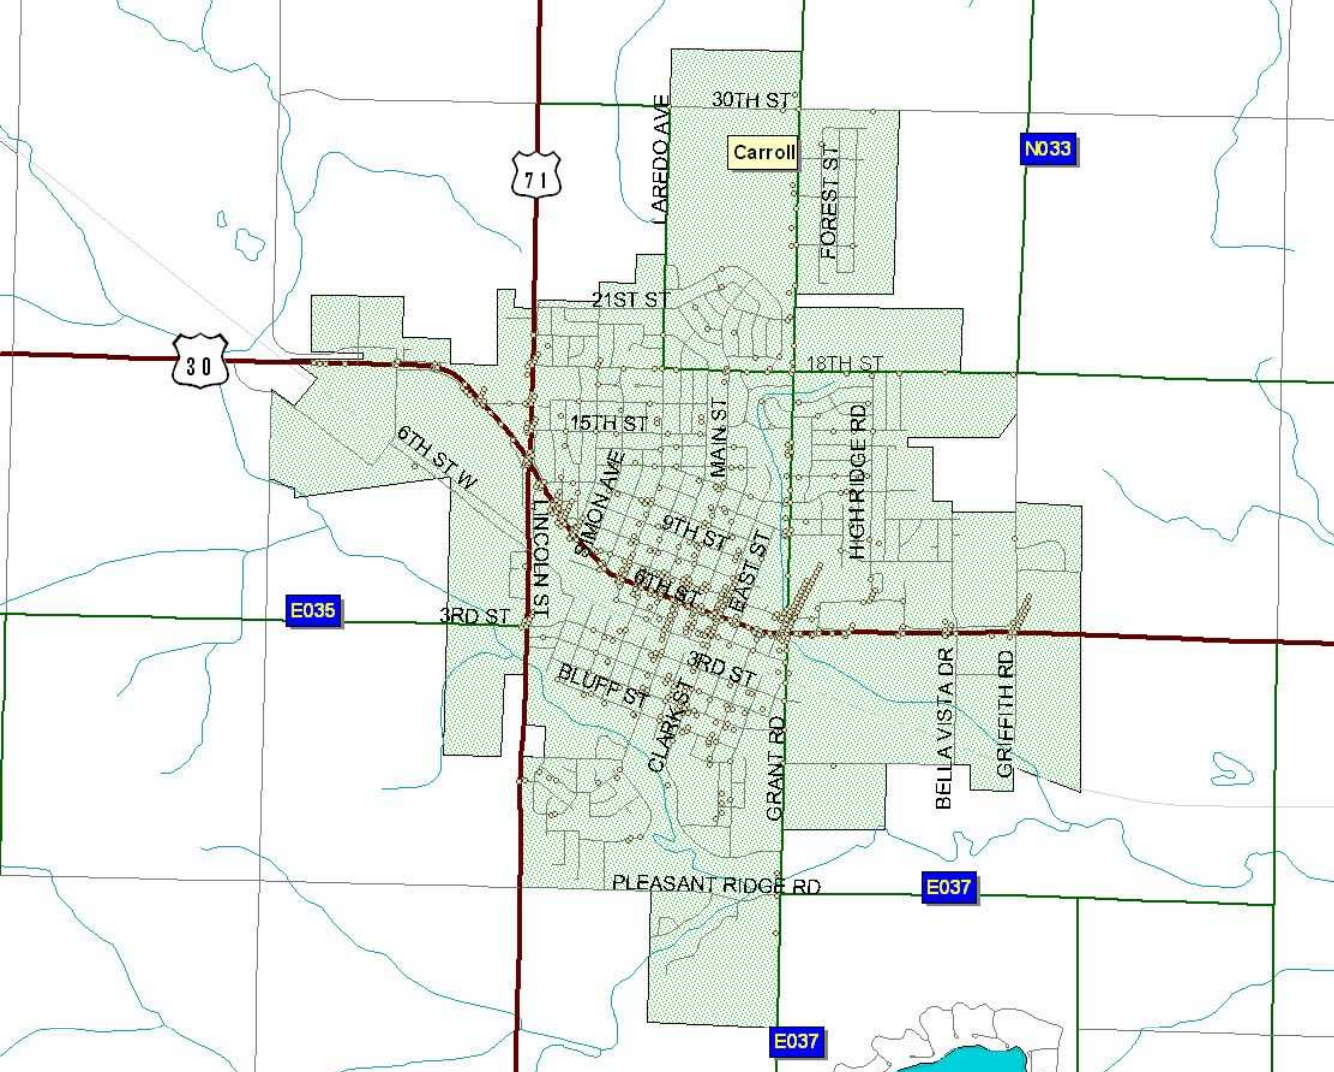 30TH ST
LAREDO AVE
Carroll
N033
71
FOREST ST
21ST ST
30
18TH ST
15TH ST
MAIN ST
HIGH RIDGE RD
6TH ST W
SIMON AVE
LINCOLN ST
9TH ST
EAST ST
6TH ST
E035
3RD ST
3RD ST
BLUFF ST
CLARK ST
GRANT RD
BELLA VISTA DR
GRIFFITH RD
PLEASANT RIDGE RD
E037
E037